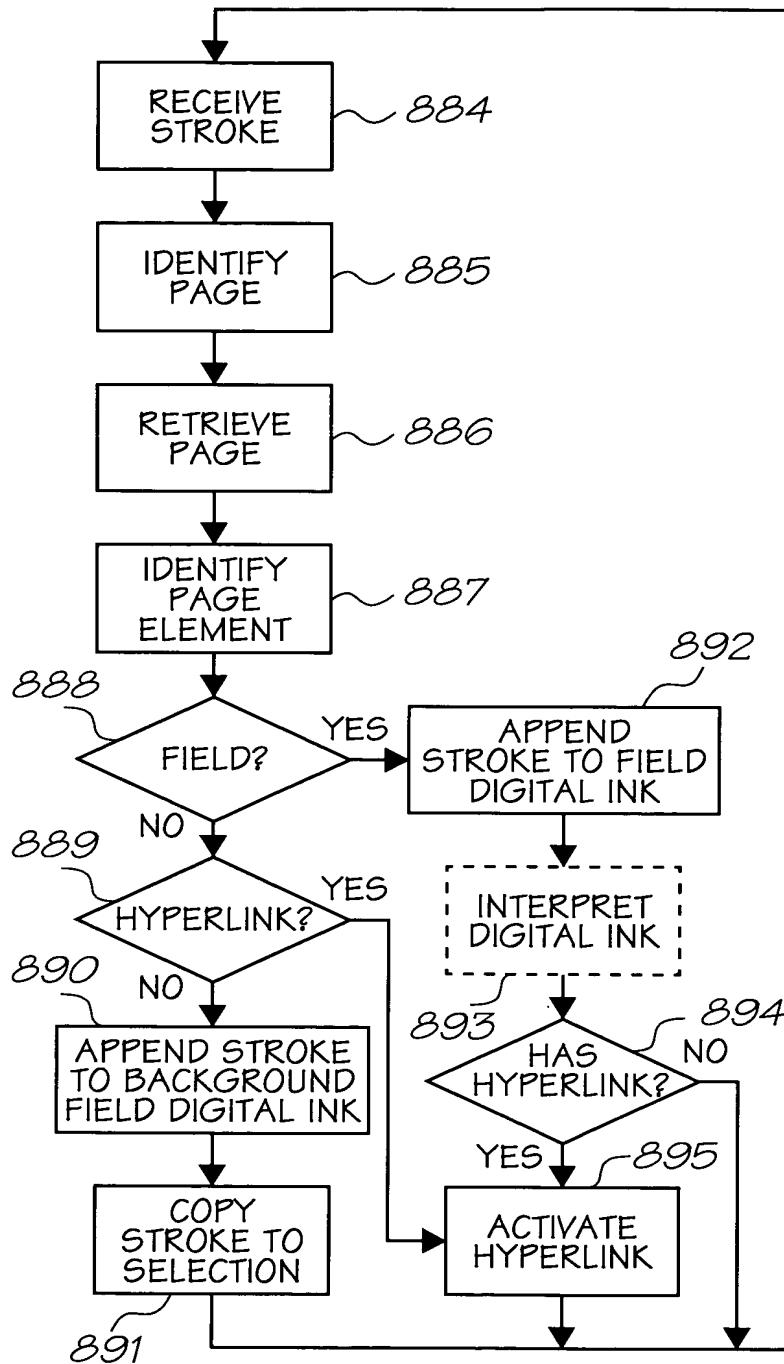 RECEIVE
STROKE
884
IDENTIFY
PAGE
885
RETRIEVE
PAGE
886
IDENTIFY
PAGE
ELEMENT
887
888
FIELD?
YES
NO
892
APPEND
STROKE TO FIELD
DIGITAL INK
889
HYPERLINK?
YES
NO
INTERPRET
DIGITAL INK
893
890
APPEND STROKE
TO BACKGROUND
FIELD DIGITAL INK
894
HAS
HYPERLINK?
NO
YES
COPY
STROKE TO
SELECTION
891
895
ACTIVATE
HYPERLINK